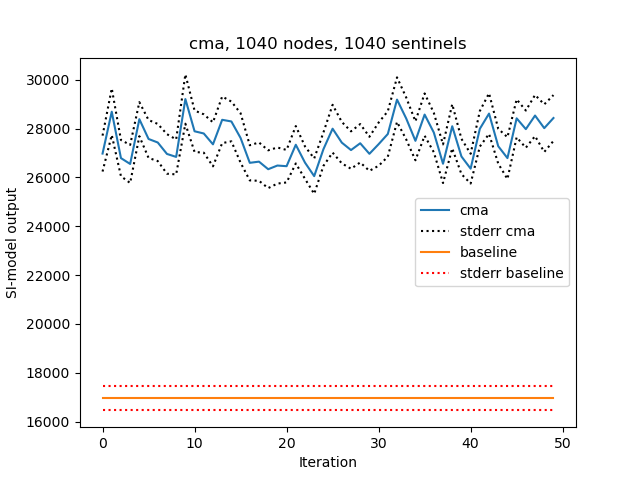 cma, 1040 nodes, 1040 sentinels
30000
28000
26000
24000
22000
20000
18000
16000
SI-model output
cma
stderr cma
baseline
stderr baseline
0 10 20 30 40 50
Iteration